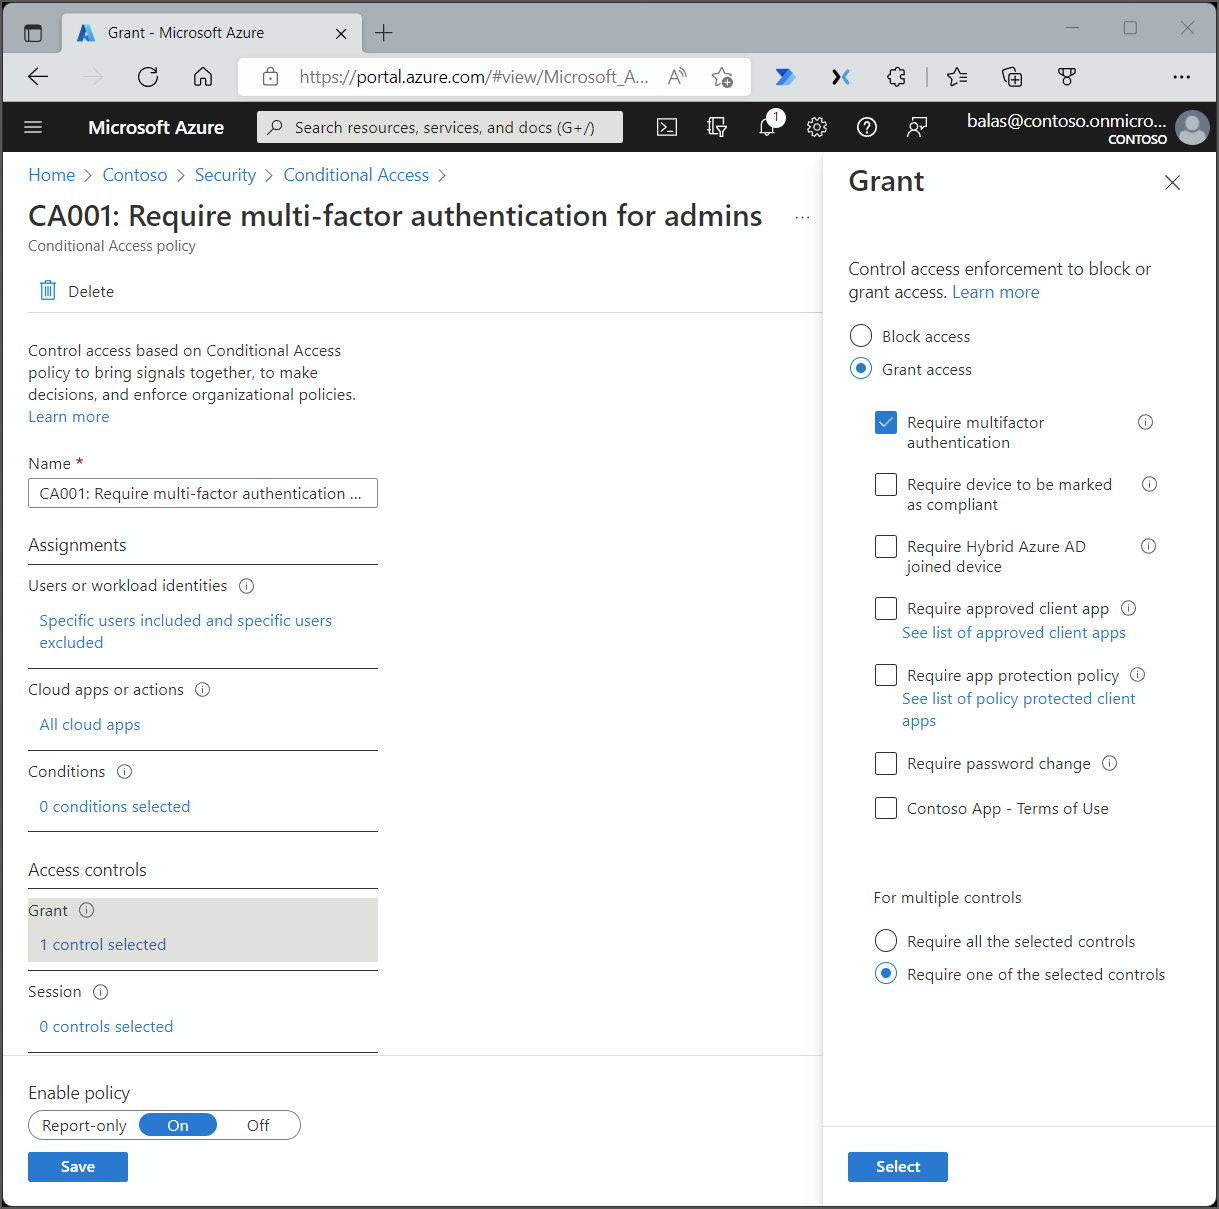 Grant - Microsoft Azure
https://portal.azure.com/#view/Microsoft_A...
Microsoft Azure
Search resources, services, and docs (G+/)
1
balas@contoso.onmicro...
CONTOSO
Home > Contoso > Security > Conditional Access >
CA001: Require multi-factor authentication for admins ...
Conditional Access policy
Delete
Control access based on Conditional Access
policy to bring signals together, to make
decisions, and enforce organizational policies.
Learn more
Name *
CA001: Require multi-factor authentication ...
Assignments
Users or workload identities
Specific users included and specific users
excluded
Cloud apps or actions
All cloud apps
Conditions
0 conditions selected
Access controls
Grant
1 control selected
Session
0 controls selected
Enable policy
Report-only On Off
Save
Grant
Control access enforcement to block or
grant access. Learn more
Block access
Grant access
Require multifactor
authentication
Require device to be marked
as compliant
Require Hybrid Azure AD
joined device
Require approved client app
See list of approved client apps
Require app protection policy
See list of policy protected client
apps
Require password change
Contoso App - Terms of Use
For multiple controls
Require all the selected controls
Require one of the selected controls
Select